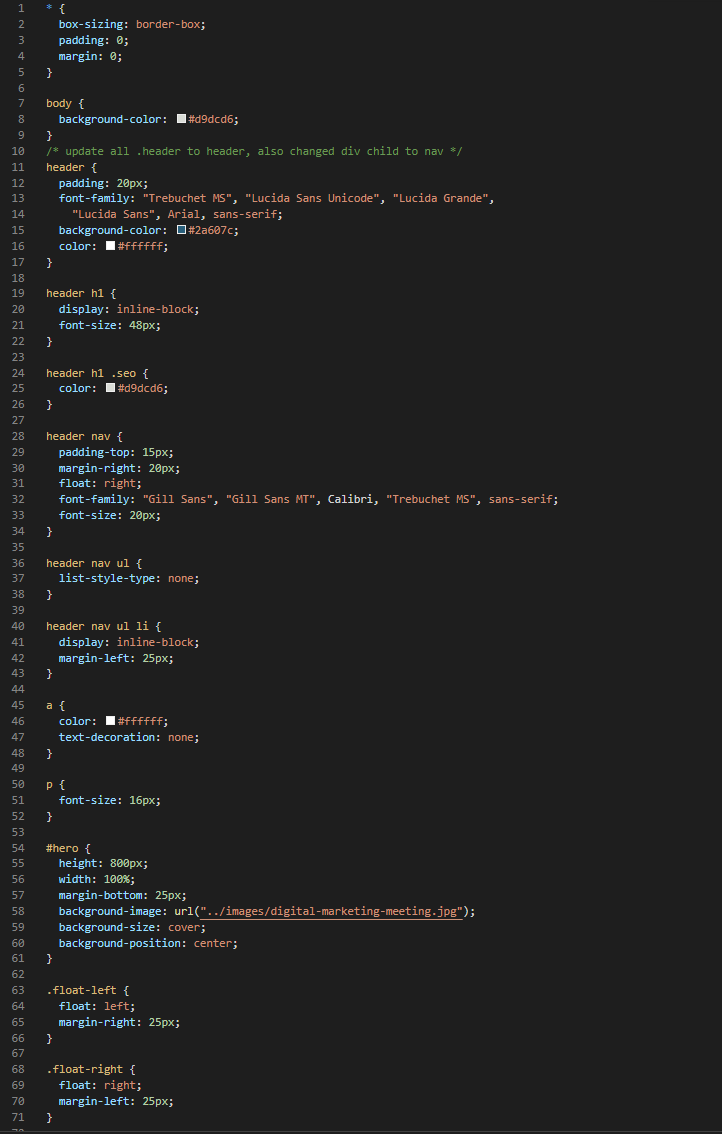 1 * {
2 box-sizing: border-box;
3 padding: 0;
4 margin: 0;
5 }
6
7 body {
8 background-color: #d9dcd6;
9 }
10 /* update all .header to header, also changed div child to nav */
11 header {
12 padding: 20px;
13 font-family: "Trebuchet MS", "Lucida Sans Unicode", "Lucida Grande",
14 "Lucida Sans", Arial, sans-serif;
15 background-color: #2a607c;
16 color: #ffffff;
17 }
18
19 header h1 {
20 display: inline-block;
21 font-size: 48px;
22 }
23
24 header h1 .seo {
25 color: #d9dcd6;
26 }
27
28 header nav {
29 padding-top: 15px;
30 margin-right: 20px;
31 float: right;
32 font-family: "Gill Sans", "Gill Sans MT", Calibri, "Trebuchet MS", sans-serif;
33 font-size: 20px;
34 }
35
36 header nav ul {
37 list-style-type: none;
38 }
39
40 header nav ul li {
41 display: inline-block;
42 margin-left: 25px;
43 }
44
45 a {
46 color: #ffffff;
47 text-decoration: none;
48 }
49
50 p {
51 font-size: 16px;
52 }
53
54 #hero {
55 height: 800px;
56 width: 100%;
57 margin-bottom: 25px;
58 background-image: url("../images/digital-marketing-meeting.jpg");
59 background-size: cover;
60 background-position: center;
61 }
62
63 .float-left {
64 float: left;
65 margin-right: 25px;
66 }
67
68 .float-right {
69 float: right;
70 margin-left: 25px;
71 }